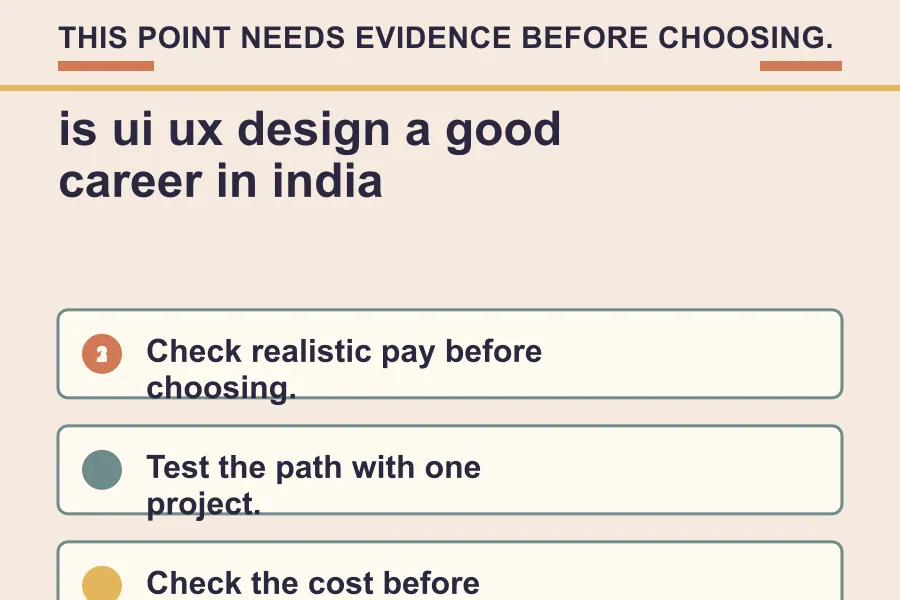 THIS POINT NEEDS EVIDENCE BEFORE CHOOSING.
is ui ux design a good
career in india
Check realistic pay before
choosing.
Test the path with one
project.
Check the cost before